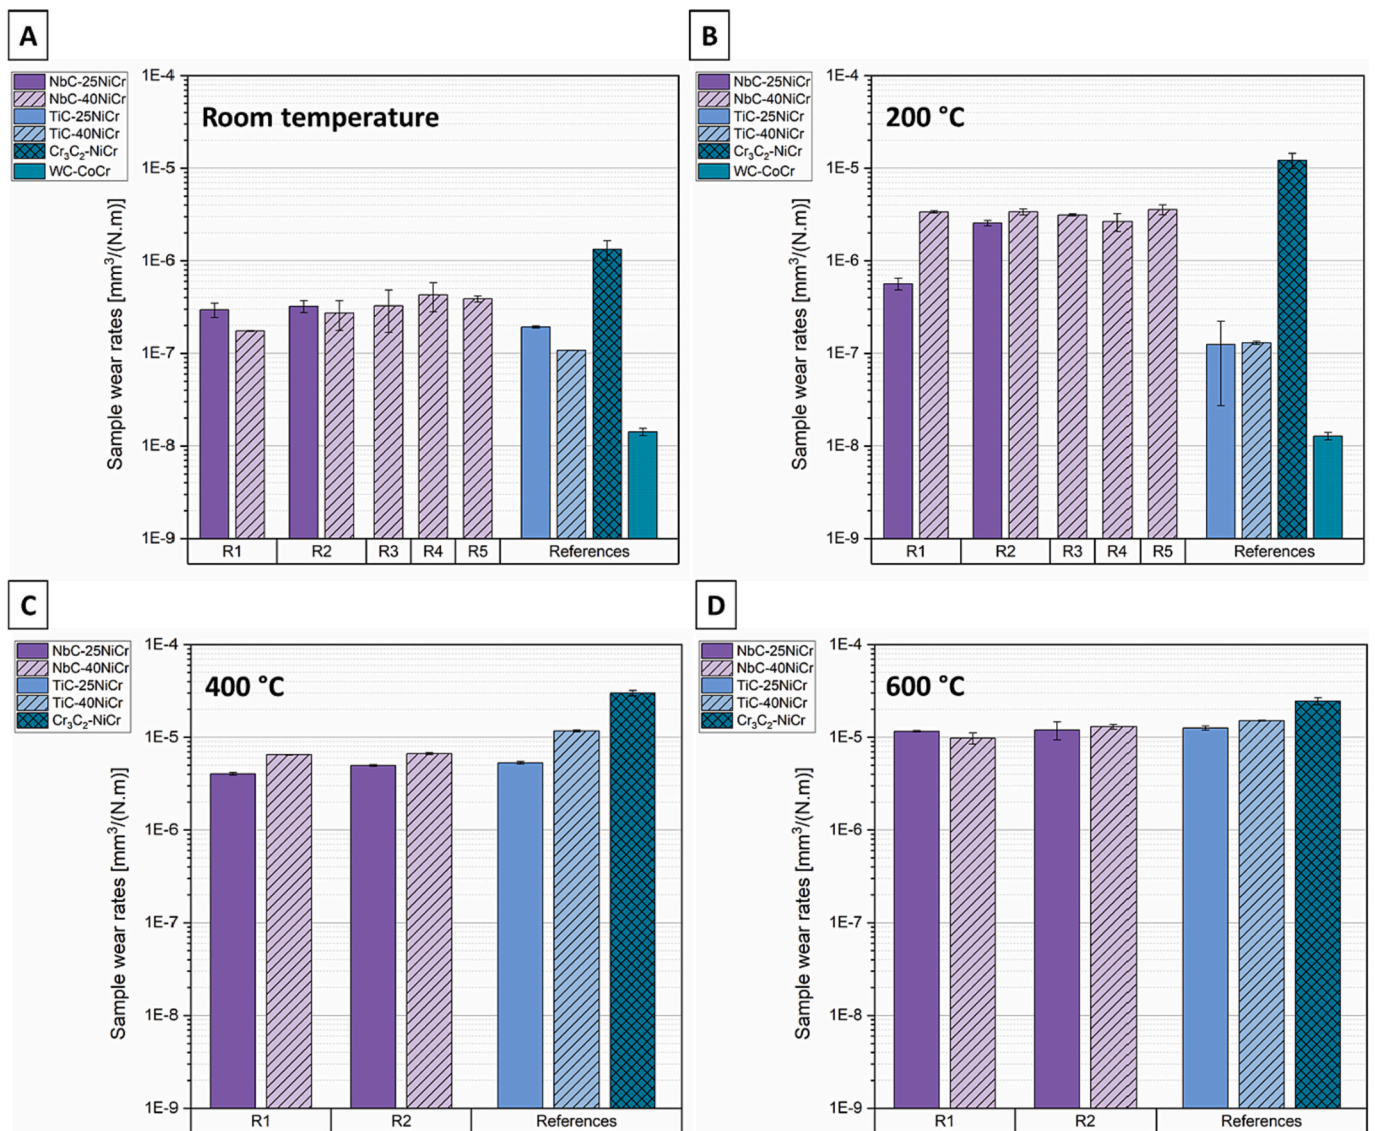 A
NbC-25NiCr
NbC-40NiCr
TiC-25NiCr
TiC-40NiCr
Cr₃C₂-NiCr
WC-CoCr
Room temperature
Sample wear rates [mm³/(N.m)]
1E-4
1E-5
1E-6
1E-7
1E-8
1E-9
R1 R2 R3 R4 R5 References
B
NbC-25NiCr
NbC-40NiCr
TiC-25NiCr
TiC-40NiCr
Cr₃C₂-NiCr
WC-CoCr
200 °C
Sample wear rates [mm³/(N.m)]
1E-4
1E-5
1E-6
1E-7
1E-8
1E-9
R1 R2 R3 R4 R5 References
C
NbC-25NiCr
NbC-40NiCr
TiC-25NiCr
TiC-40NiCr
Cr₃C₂-NiCr
400 °C
Sample wear rates [mm³/(N.m)]
1E-4
1E-5
1E-6
1E-7
1E-8
1E-9
R1 R2 References
D
NbC-25NiCr
NbC-40NiCr
TiC-25NiCr
TiC-40NiCr
Cr₃C₂-NiCr
600 °C
Sample wear rates [mm³/(N.m)]
1E-4
1E-5
1E-6
1E-7
1E-8
1E-9
R1 R2 References